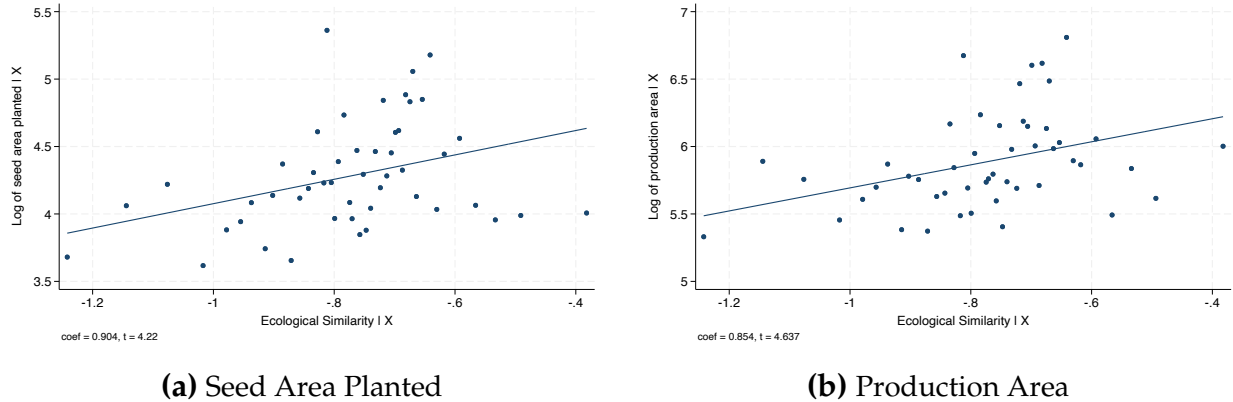 5.5
5
4.5
4
3.5
Log of seed area planted | X
-1.2 -1 -.8 -.6 -.4
Ecological Similarity | X
coef = 0.904, t = 4.22
(a) Seed Area Planted
7
6.5
6
5.5
5
Log of production area | X
-1.2 -1 -.8 -.6 -.4
Ecological Similarity | X
coef = 0.854, t = 4.637
(b) Production Area